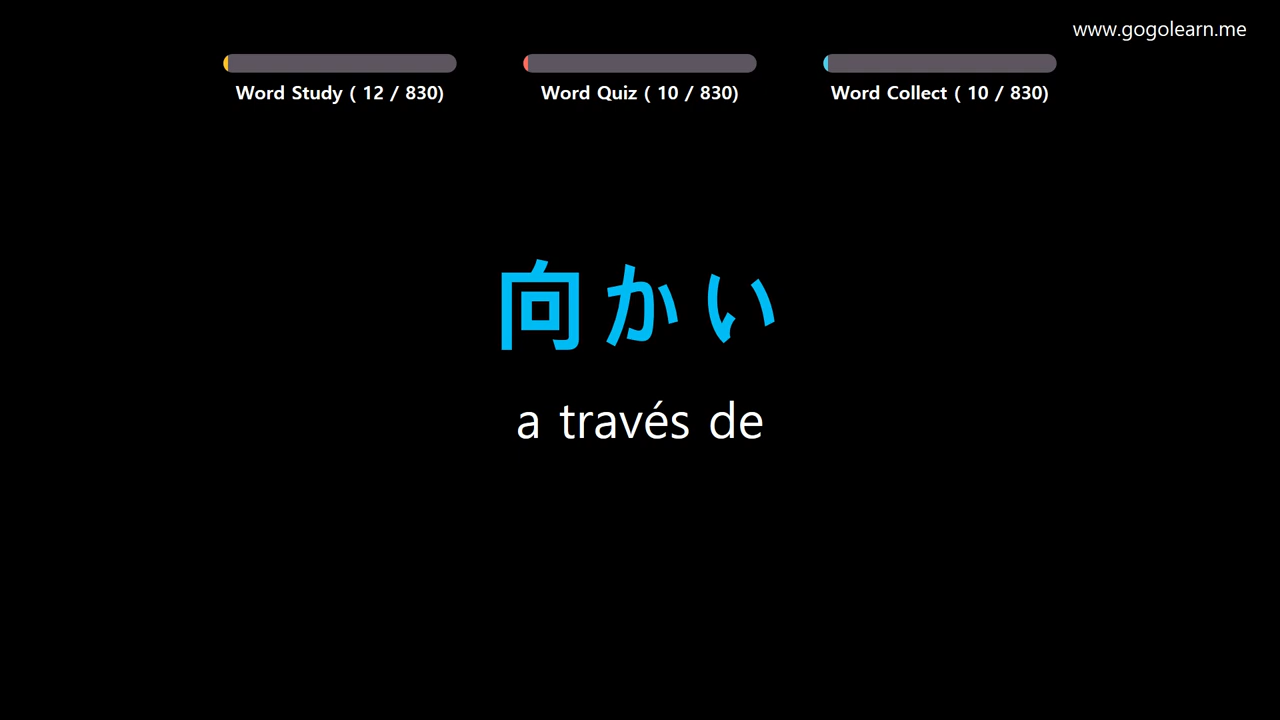 www.gogolearn.me
Word Study ( 12 / 830)
Word Quiz ( 10 / 830)
Word Collect ( 10 / 830)
向かい
a través de